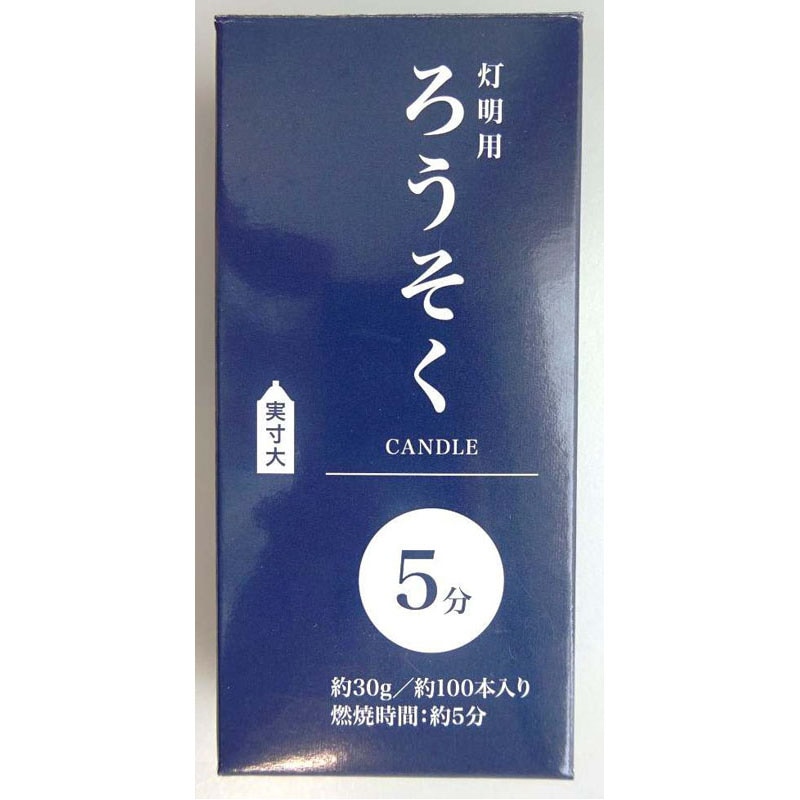 灯明用
ろうそく
CANDLE
実寸大
5分
約30g/約100本入り
燃焼時間:約5分